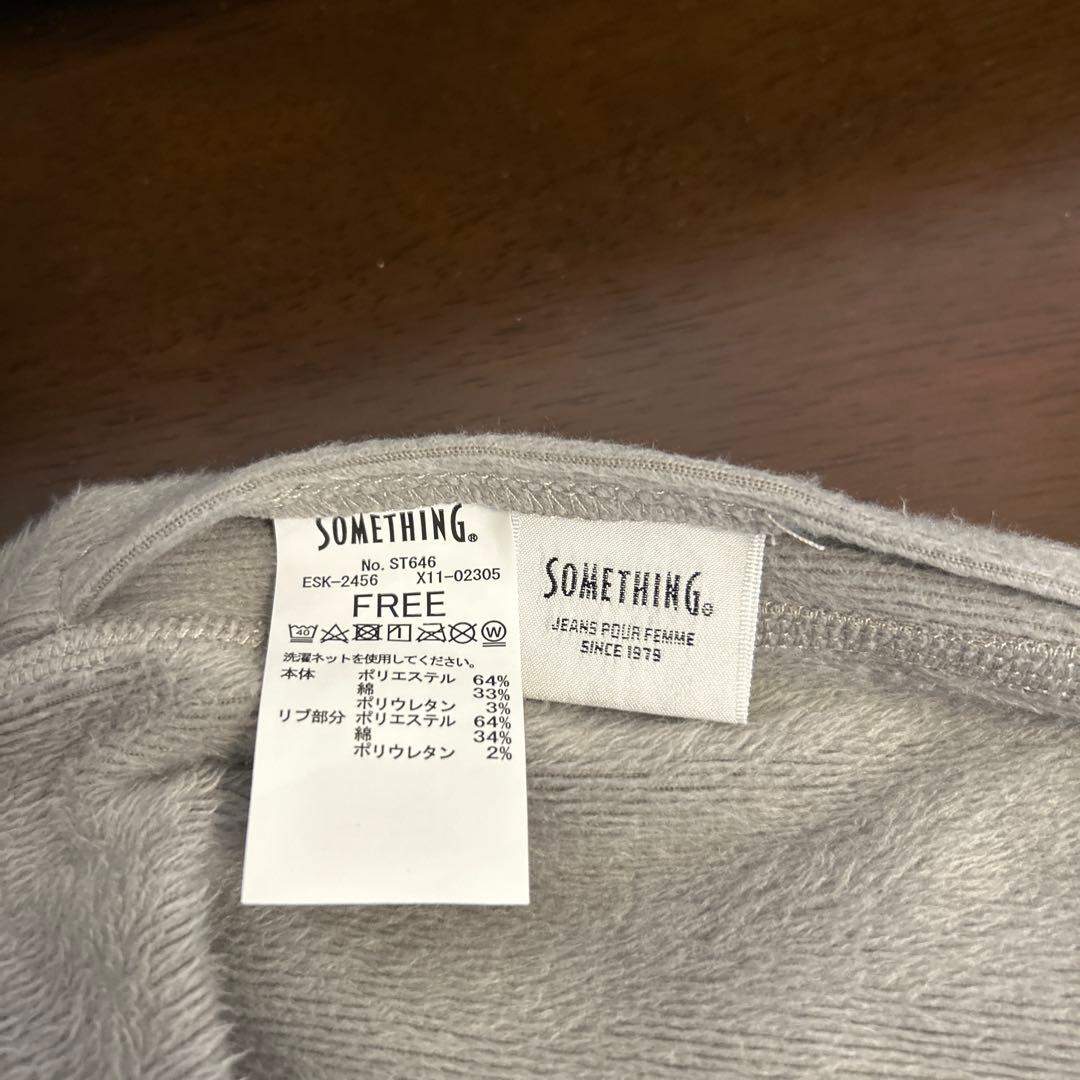 SOMETHING®
No. ST646
ESK-2456 X11-02305
FREE
40 W
洗濯ネットを使用してください。
本体 ポリエステル 64%
綿 33%
ポリウレタン 3%
リブ部分 ポリエステル 64%
綿 34%
ポリウレタン 2%
SOMETHING®
JEANS POUR FEMME
SINCE 1979